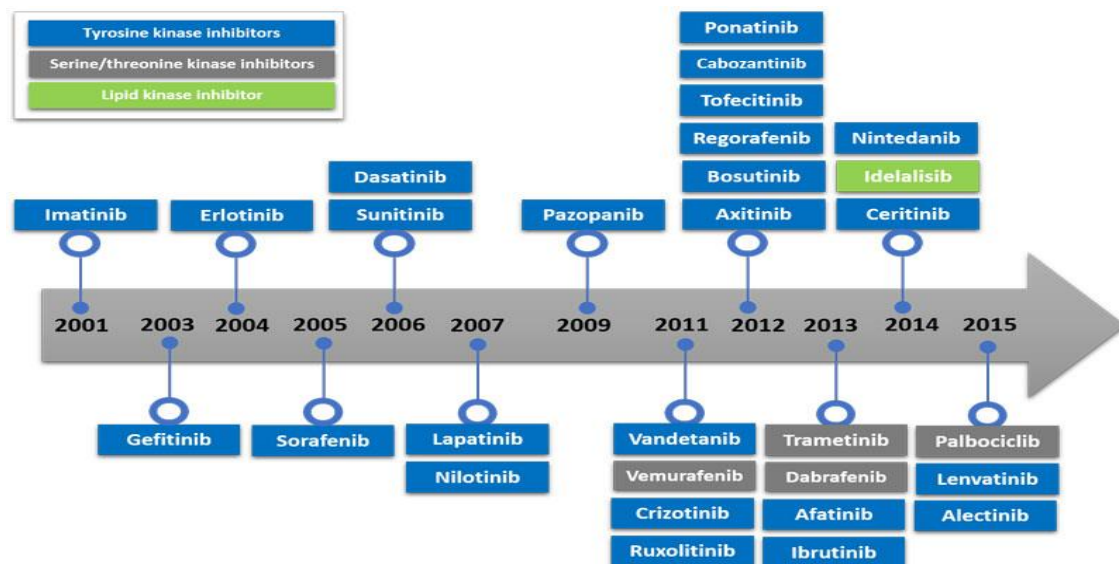 Tyrosine kinase inhibitors
Serine/threonine kinase inhibitors
Lipid kinase inhibitor
Ponatinib
Cabozantinib
Tofecitinib
Regorafenib
Nintedanib
Dasatinib
Bosutinib
Idelalisib
Imatinib
Erlotinib
Sunitinib
Pazopanib
Axitinib
Ceritinib
2001
2003
2004
2005
2006
2007
2009
2011
2012
2013
2014
2015
Gefitinib
Sorafenib
Lapatinib
Vandetanib
Trametinib
Palbociclib
Nilotinib
Vemurafenib
Dabrafenib
Lenvatinib
Crizotinib
Afatinib
Alectinib
Ruxolitinib
Ibrutinib